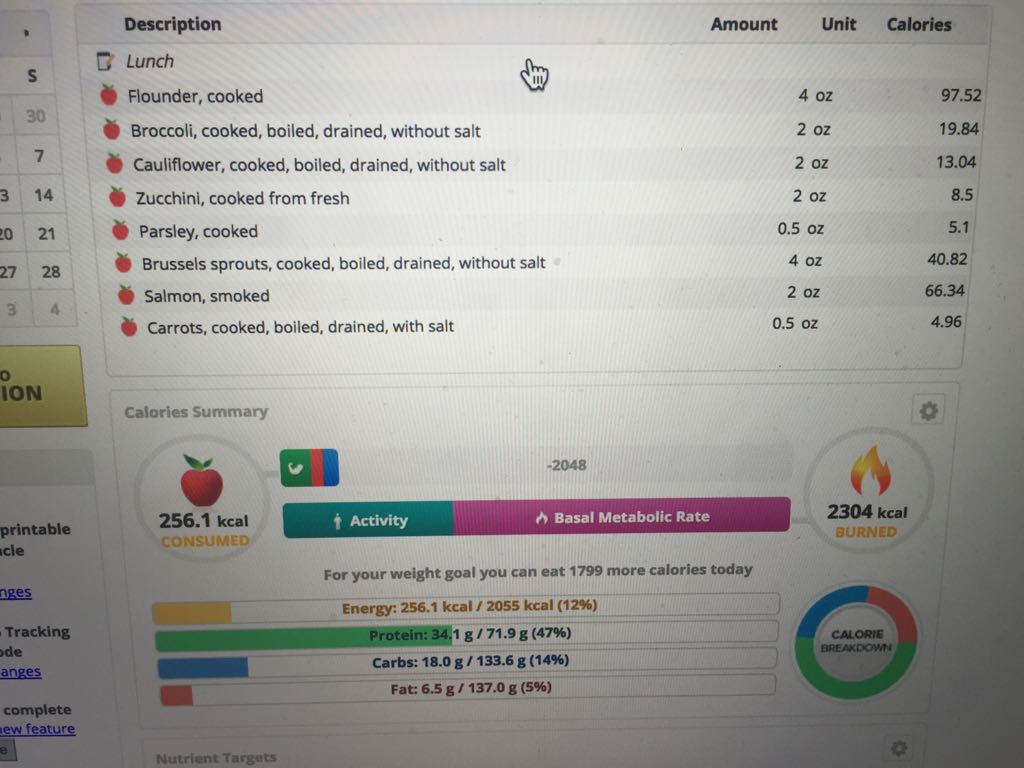 Description Amount Unit Calories
Lunch
Flounder, cooked 4 oz 97.52
Broccoli, cooked, boiled, drained, without salt 2 oz 19.84
Cauliflower, cooked, boiled, drained, without salt 2 oz 13.04
Zucchini, cooked from fresh 2 oz 8.5
Parsley, cooked 0.5 oz 5.1
Brussels sprouts, cooked, boiled, drained, without salt 4 oz 40.82
Salmon, smoked 2 oz 66.34
Carrots, cooked, boiled, drained, with salt 0.5 oz 4.96
S
30
7
3 14
20 21
27 28
3 4
O
ION
printable
cle
nges
Tracking
ode
anges
complete
new feature
e
Calories Summary
256.1 kcal
CONSUMED
-2048
Activity Basal Metabolic Rate
2304 kcal
BURNED
For your weight goal you can eat 1799 more calories today
Energy: 256.1 kcal / 2055 kcal (12%)
Protein: 34.1 g / 71.9 g (47%)
Carbs: 18.0 g / 133.6 g (14%)
Fat: 6.5 g / 137.0 g (5%)
CALORIE
BREAKDOWN
Nutrient Targets